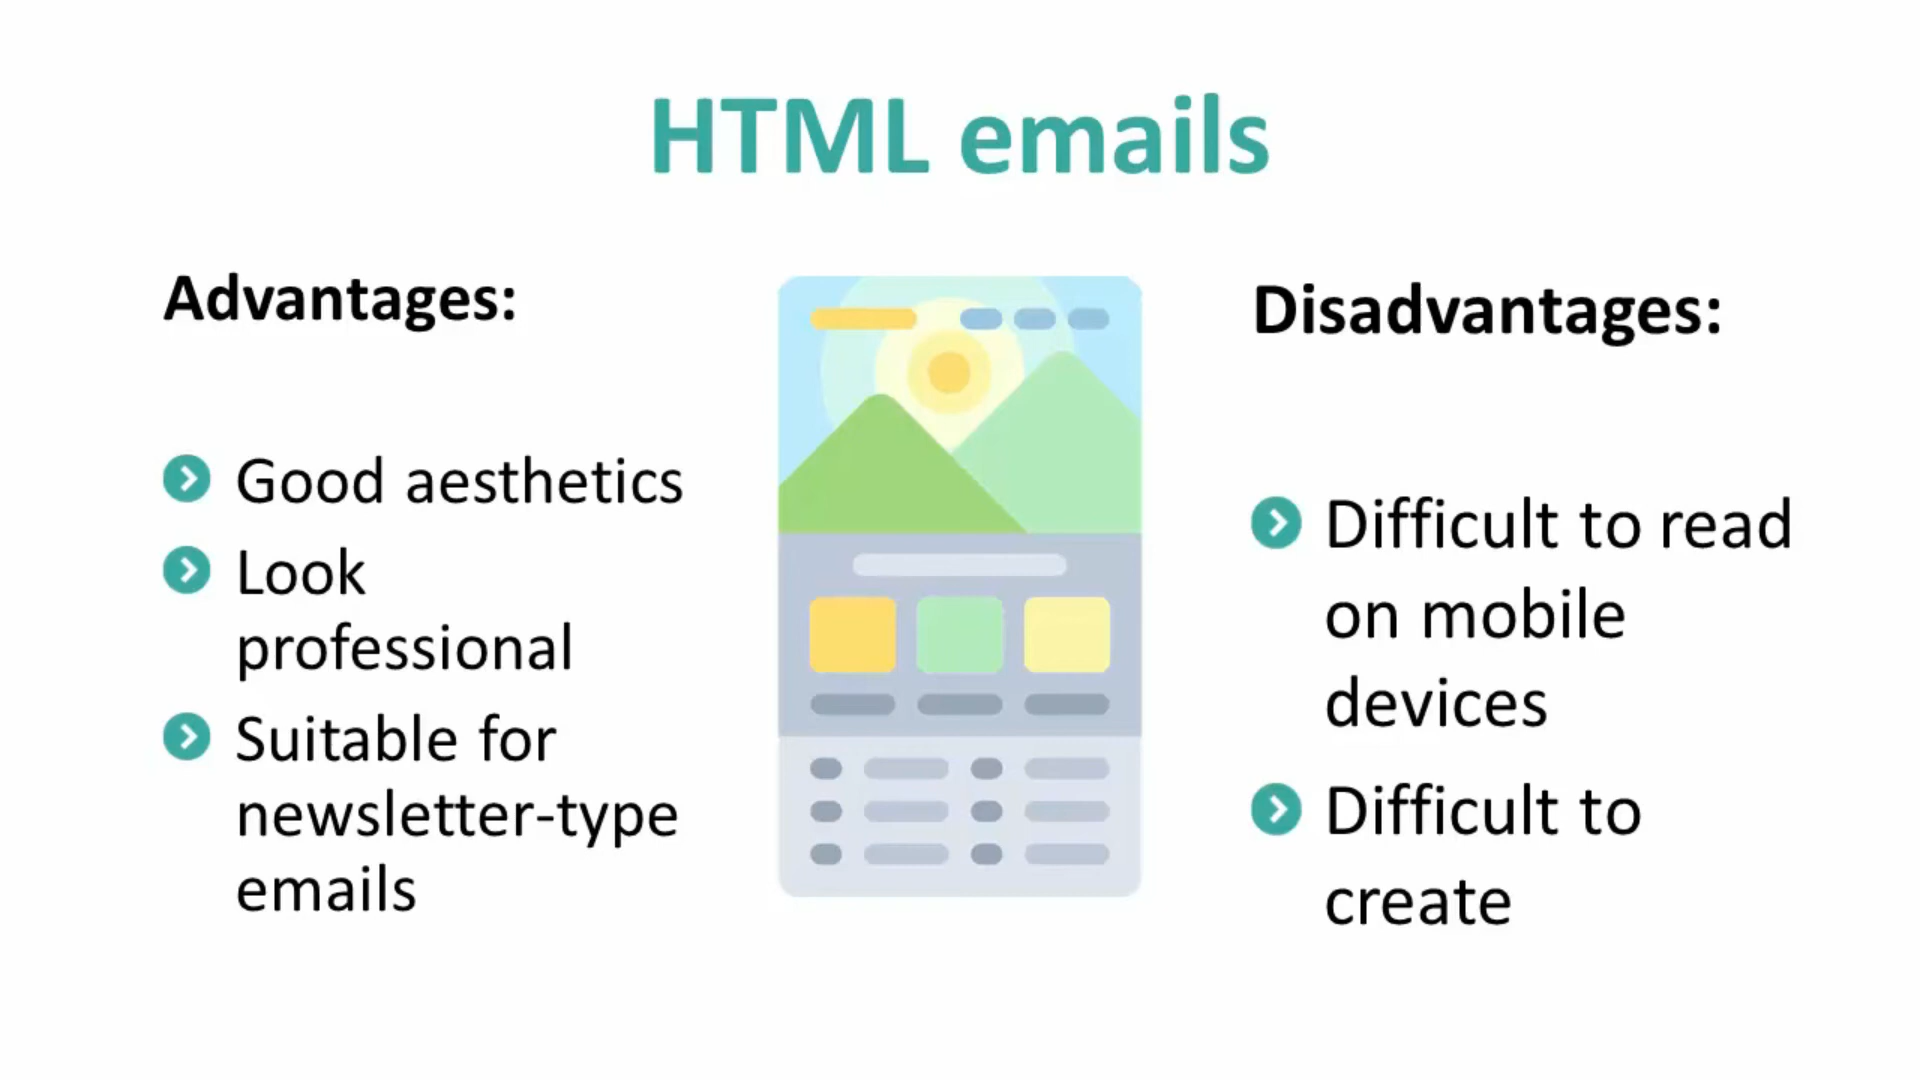 HTML emails
Advantages:
Good aesthetics
Look
professional
Suitable for
newsletter-type
emails
Disadvantages:
Difficult to read
on mobile
devices
Difficult to
create